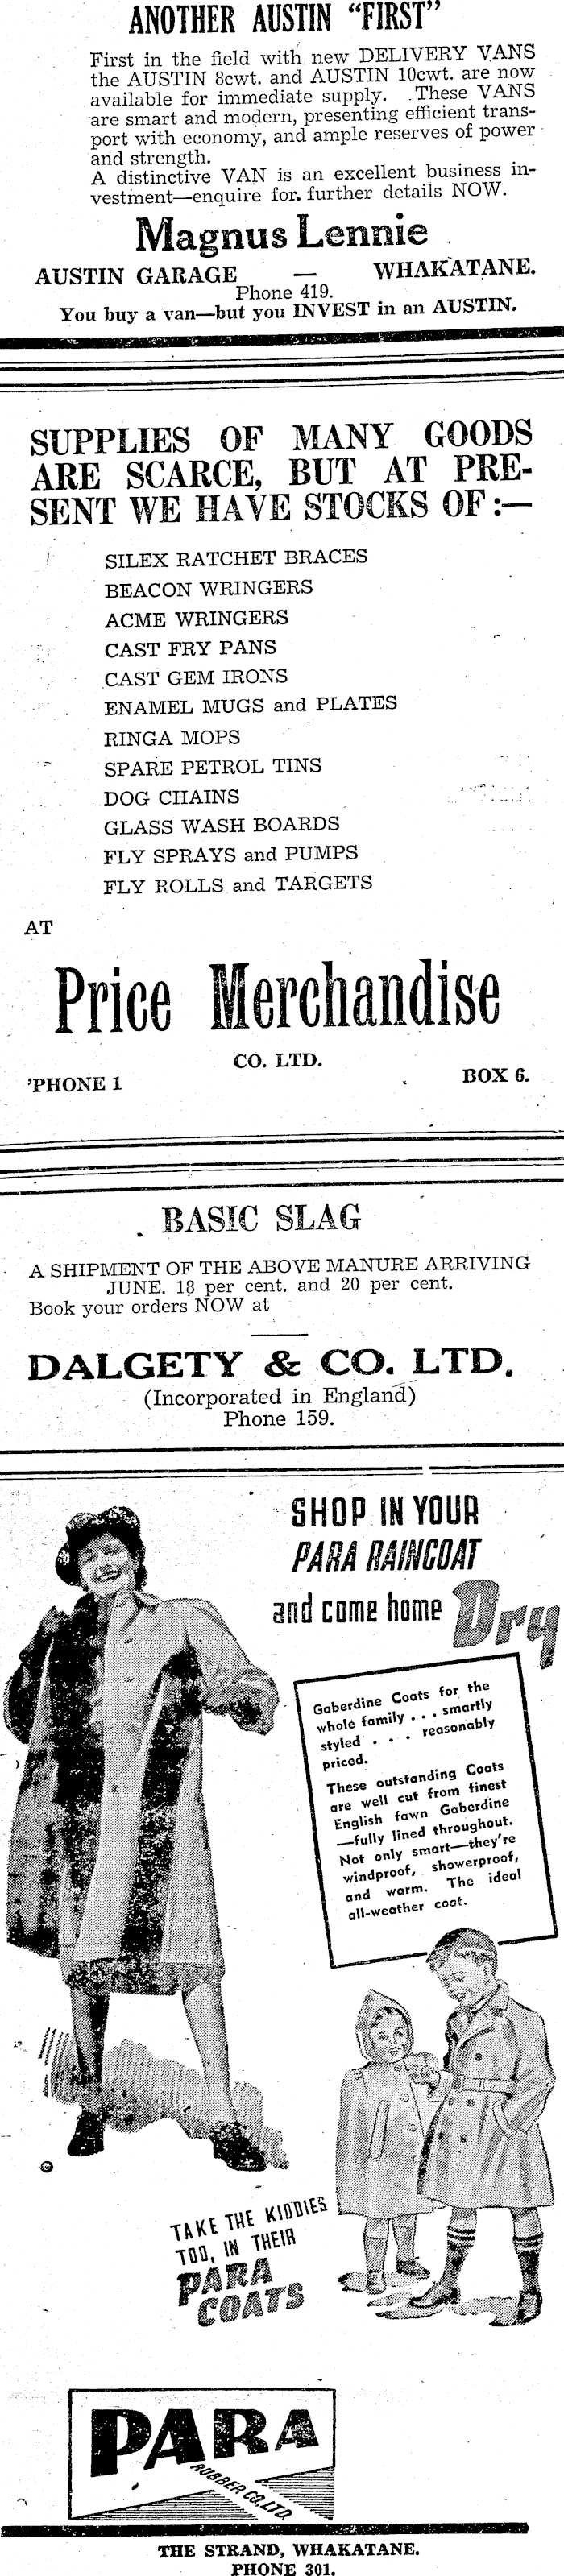 ANOTHER AUSTIN "FIRST"
First in the field with new DELIVERY VANS
the AUSTIN 8cwt. and AUSTIN 10cwt. are now
available for immediate supply. These VANS
are smart and modern, presenting efficient trans-
port with economy, and ample reserves of power
and strength.
A distinctive VAN is an excellent business in-
vestment—enquire for. further details NOW.
Magnus Lennie
AUSTIN GARAGE — WHAKATANE.
Phone 419.
You buy a van—but you INVEST in an AUSTIN.
SUPPLIES OF MANY GOODS
ARE SCARCE, BUT AT PRE-
SENT WE HAVE STOCKS OF:—
SILEX RATCHET BRACES
BEACON WRINGERS
ACME WRINGERS
CAST FRY PANS
CAST GEM IRONS
ENAMEL MUGS and PLATES
RINGA MOPS
SPARE PETROL TINS
DOG CHAINS
GLASS WASH BOARDS
FLY SPRAYS and PUMPS
FLY ROLLS and TARGETS
AT
Price Merchandise
CO. LTD.
'PHONE 1 BOX 6.
BASIC SLAG
A SHIPMENT OF THE ABOVE MANURE ARRIVING
JUNE. 18 per cent. and 20 per cent.
Book your orders NOW at
DALGETY & CO. LTD.
(Incorporated in England)
Phone 159.
SHOP IN YOUR
PARA RAINCOAT
and come home Dry
Gaberdine Coats for the
whole family . . . smartly
styled . . . reasonably
priced.
These outstanding Coats
are well cut from finest
English fawn Gaberdine
—fully lined throughout.
Not only smart—they're
windproof, showerproof,
and warm. The ideal
all-weather coat.
TAKE THE KIDDIES
TOO, IN THEIR
PARA
COATS
PARA
RUBBER CO. LTD.
THE STRAND, WHAKATANE.
PHONE 301.